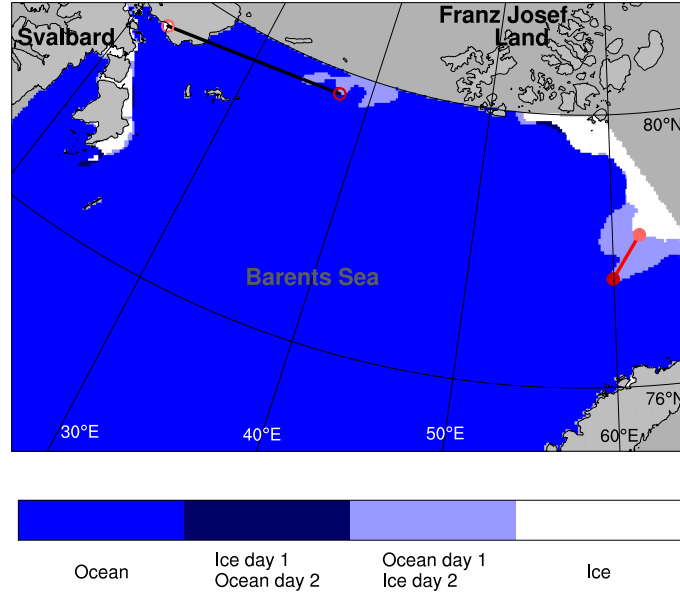 Franz Josef
Svalbard
Land
80°N
Barents Sea
76°N
30°E
40°E
50°E
60°E
Ocean
Ice day 1
Ocean day 2
Ocean day 1
Ice day 2
Ice